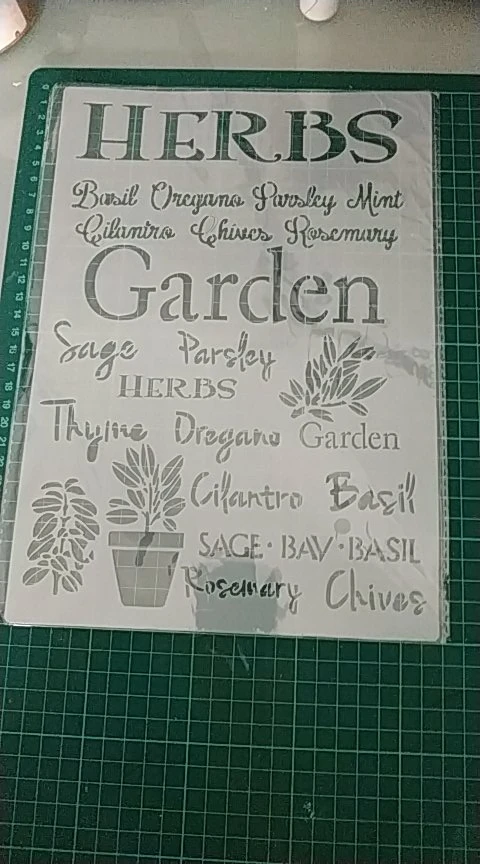 HERBS
Basil Oregano Parsley Mint
Cilantro Chives Rosemary
Garden
Sage Parsley
HERBS
Thyme Oregano Garden
Cilantro Basil
SAGE · BAY · BASIL
Rosemary Chives